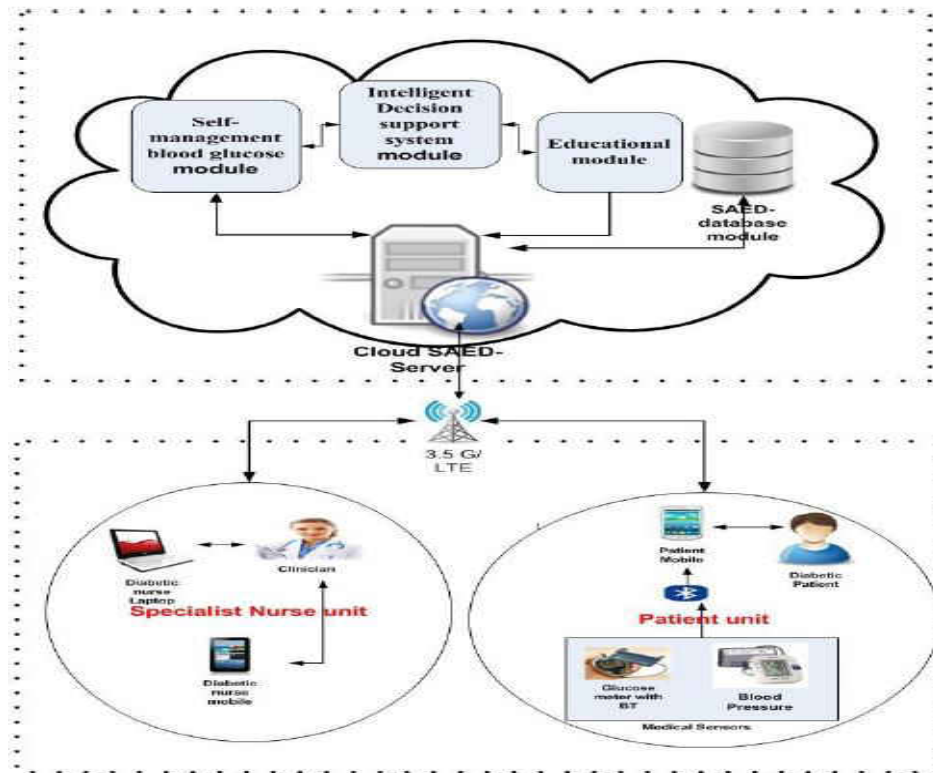 Self-
management
blood glucose
module
Intelligent
Decision
support
system
module
Educational
module
SAED-
database
module
Cloud SAED-
Server
3.5 G/
LTE
Diabetic
nurse
Laptop
Clinician
Specialist Nurse unit
Diabetic
nurse
mobile
Patient
Mobile
Diabetic
Patient
Patient unit
Glucose
meter with
BT
Blood
Pressure
Medical Sensors